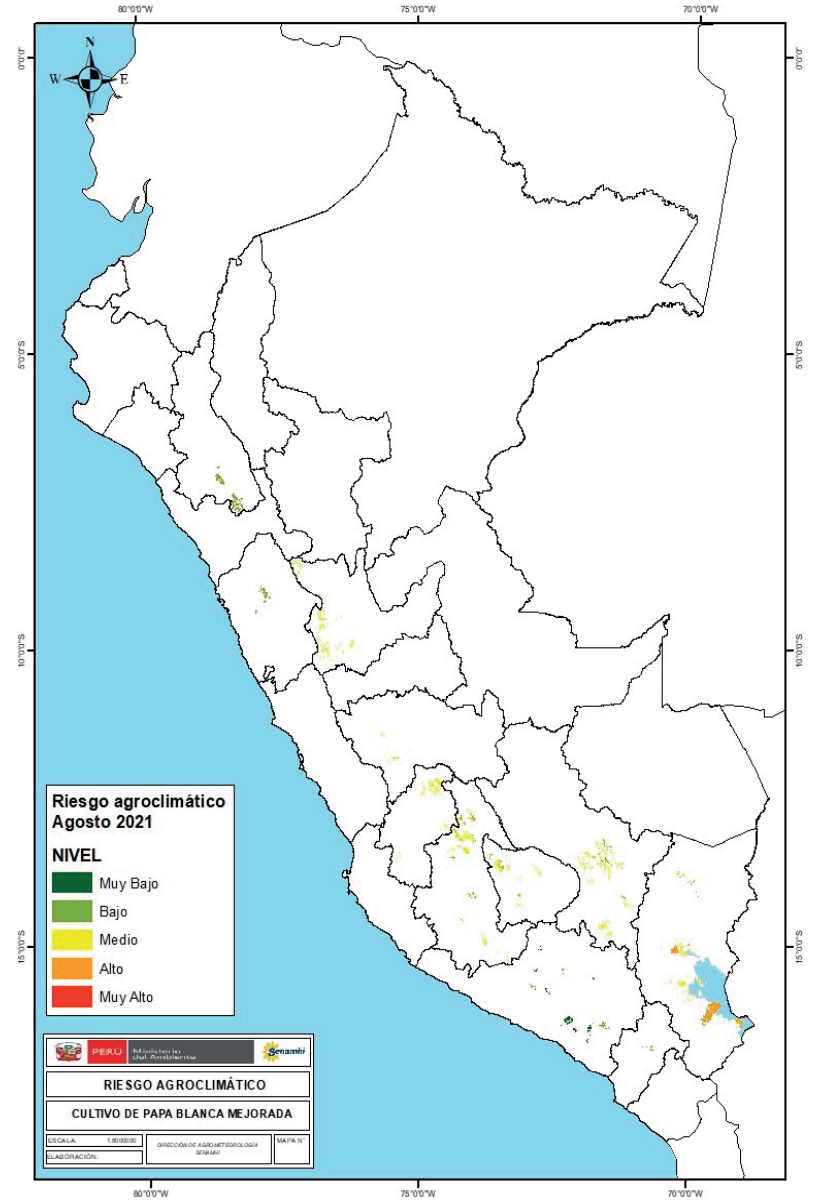 80°0'0"W 75°0'0"W 70°0'0"W
N
W E
S
0°0'0" 0°0'0"
5°0'0"S 5°0'0"S
10°0'0"S 10°0'0"S
15°0'0"S 15°0'0"S
Riesgo agroclimático
Agosto 2021
NIVEL
Muy Bajo
Bajo
Medio
Alto
Muy Alto
PERÚ Ministerio
del Ambiente
Senamhi
RIESGO AGROCLIMÁTICO
CULTIVO DE PAPA BLANCA MEJORADA
ESCALA: 1:8000000
DIRECCIÓN DE AGROMETEOROLOGÍA
SENAMHI
MAPA N°
ELABORACIÓN:
80°0'0"W 75°0'0"W 70°0'0"W